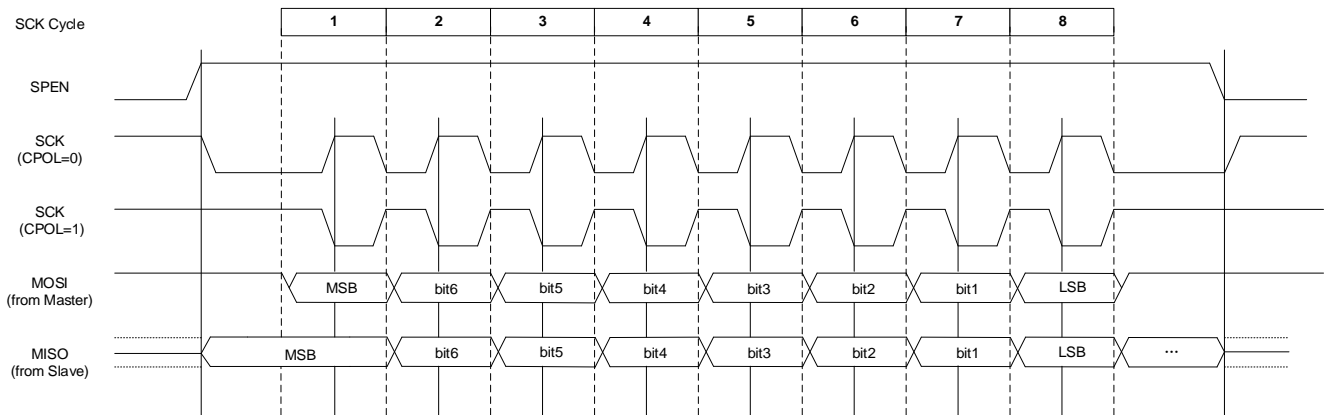 SCK Cycle 1 2 3 4 5 6 7 8
SPEN
SCK
(CPOL=0)
SCK
(CPOL=1)
MOSI
(from Master)
MSB bit6 bit5 bit4 bit3 bit2 bit1 LSB
MISO
(from Slave)
MSB bit6 bit5 bit4 bit3 bit2 bit1 LSB ...